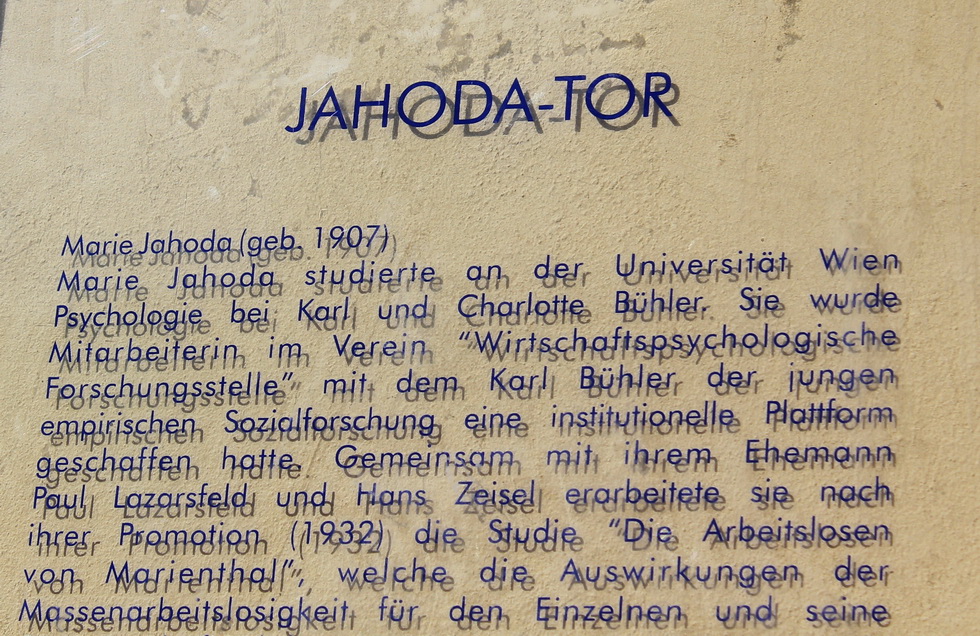 JAHODA-TOR
Marie Jahoda (geb. 1907)
Marie Jahoda studierte an der Universität Wien
Psychologie bei Karl und Charlotte Bühler. Sie wurde
Mitarbeiterin im Verein "Wirtschaftspsychologische
Forschungsstelle" mit dem Karl Bühler der jungen
empirischen Sozialforschung eine institutionelle Plattform
geschaffen hatte. Gemeinsam mit ihrem Ehemann
Paul Lazarsfeld und Hans Zeisel erarbeitete sie nach
ihrer Promotion (1932) die Studie "Die Arbeitslosen
von Marienthal", welche die Auswirkungen der
Massenarbeitslosigkeit für den Einzelnen und seine